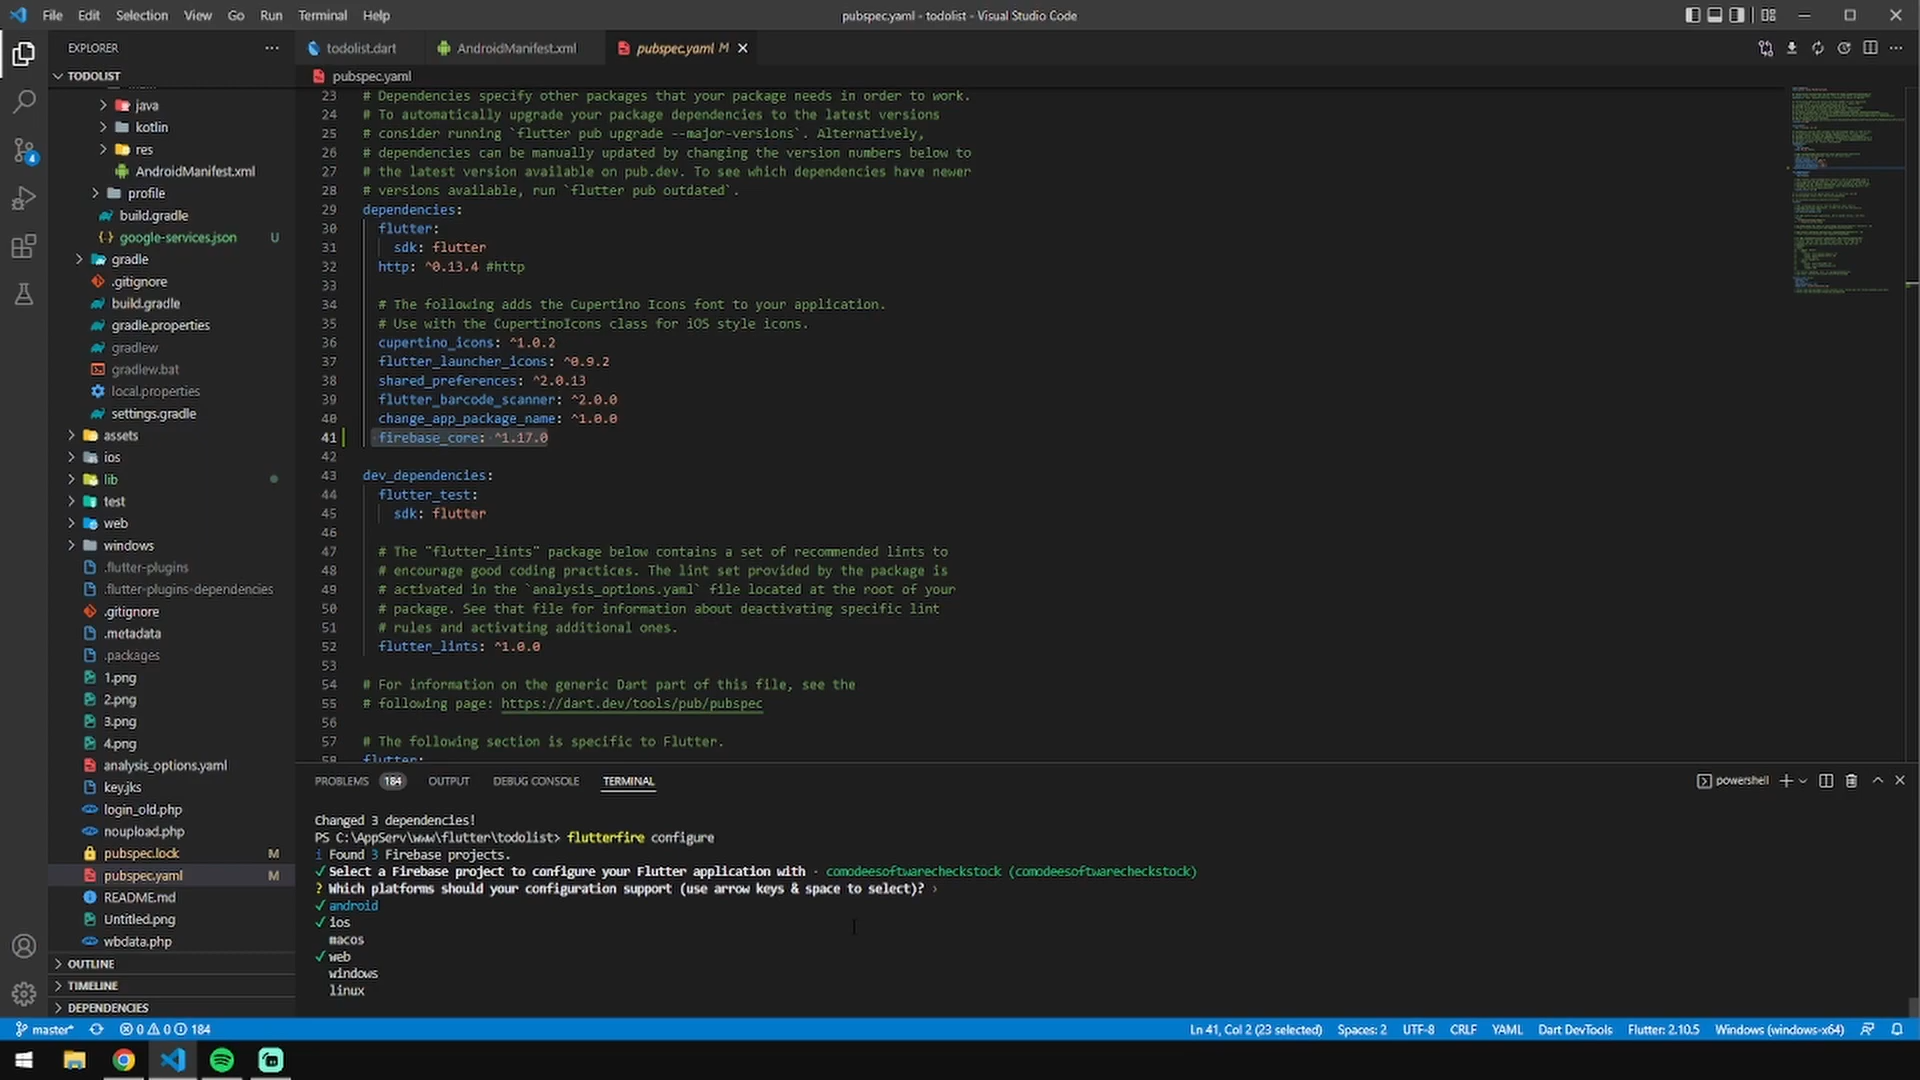 File Edit Selection View Go Run Terminal Help
pubspec.yaml - todolist - Visual Studio Code
EXPLORER
TODOLIST
java
kotlin
res
AndroidManifest.xml
profile
build.gradle
google-services.json U
gradle
.gitignore
build.gradle
gradle.properties
gradlew
gradlew.bat
local.properties
settings.gradle
assets
ios
lib
test
web
windows
.flutter-plugins
.flutter-plugins-dependencies
.gitignore
.metadata
.packages
1.png
2.png
3.png
4.png
analysis_options.yaml
key.jks
login_old.php
noupload.php
pubspec.lock M
pubspec.yaml M
README.md
Untitled.png
wbdata.php
OUTLINE
TIMELINE
DEPENDENCIES
4
todolist.dart
AndroidManifest.xml
pubspec.yaml M
pubspec.yaml
23 # Dependencies specify other packages that your package needs in order to work.
24 # To automatically upgrade your package dependencies to the latest versions
25 # consider running `flutter pub upgrade --major-versions`. Alternatively,
26 # dependencies can be manually updated by changing the version numbers below to
27 # the latest version available on pub.dev. To see which dependencies have newer
28 # versions available, run `flutter pub outdated`.
29 dependencies:
30 flutter:
31 sdk: flutter
32 http: ^0.13.4 #http
33
34 # The following adds the Cupertino Icons font to your application.
35 # Use with the CupertinoIcons class for iOS style icons.
36 cupertino_icons: ^1.0.2
37 flutter_launcher_icons: ^0.9.2
38 shared_preferences: ^2.0.13
39 flutter_barcode_scanner: ^2.0.0
40 change_app_package_name: ^1.0.0
41 firebase_core: ^1.17.0
42
43 dev_dependencies:
44 flutter_test:
45 sdk: flutter
46
47 # The "flutter_lints" package below contains a set of recommended lints to
48 # encourage good coding practices. The lint set provided by the package is
49 # activated in the `analysis_options.yaml` file located at the root of your
50 # package. See that file for information about deactivating specific lint
51 # rules and activating additional ones.
52 flutter_lints: ^1.0.0
53
54 # For information on the generic Dart part of this file, see the
55 # following page: https://dart.dev/tools/pub/pubspec
56
57 # The following section is specific to Flutter.
58 flutter:
PROBLEMS 184 OUTPUT DEBUG CONSOLE TERMINAL
powershell
Changed 3 dependencies!
PS C:\AppServ\www\flutter\todolist> flutterfire configure
i Found 3 Firebase projects.
✓ Select a Firebase project to configure your Flutter application with · comodeesoftwarecheckstock (comodeesoftwarecheckstock)
? Which platforms should your configuration support (use arrow keys & space to select)? ›
✓ android
✓ ios
macos
✓ web
windows
linux
master* 0 0 184
Ln 41, Col 2 (23 selected) Spaces: 2 UTF-8 CRLF YAML Dart DevTools Flutter: 2.10.5 Windows (windows-x64)